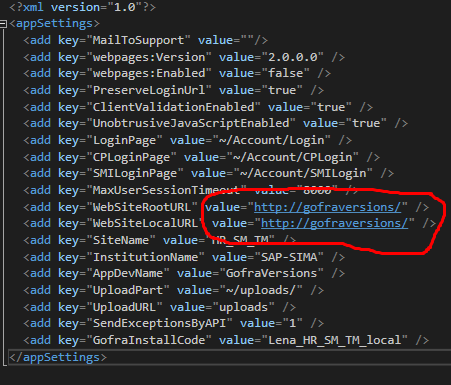 <?xml version="1.0"?>
<appSettings>
<add key="MailToSupport" value=""/>
<add key="webpages:Version" value="2.0.0.0" />
<add key="webpages:Enabled" value="false" />
<add key="PreserveLoginUrl" value="true" />
<add key="ClientValidationEnabled" value="true" />
<add key="UnobtrusiveJavaScriptEnabled" value="true" />
<add key="LoginPage" value="~/Account/Login" />
<add key="CPLoginPage" value="~/Account/CPLogin" />
<add key="SMILoginPage" value="~/Account/SMILogin" />
<add key="MaxUserSessionTimeout" value="6000" />
<add key="WebSiteRootURL" value="http://gofraversions/" />
<add key="WebSiteLocalURL" value="http://gofraversions/" />
<add key="SiteName" value="HR_SM_TM" />
<add key="InstitutionName" value="SAP-SIMA" />
<add key="AppDevName" value="GofraVersions" />
<add key="UploadPart" value="~/uploads/" />
<add key="UploadURL" value="uploads" />
<add key="SendExceptionsByAPI" value="1" />
<add key="GofraInstallCode" value="Lena_HR_SM_TM_local" />
</appSettings>